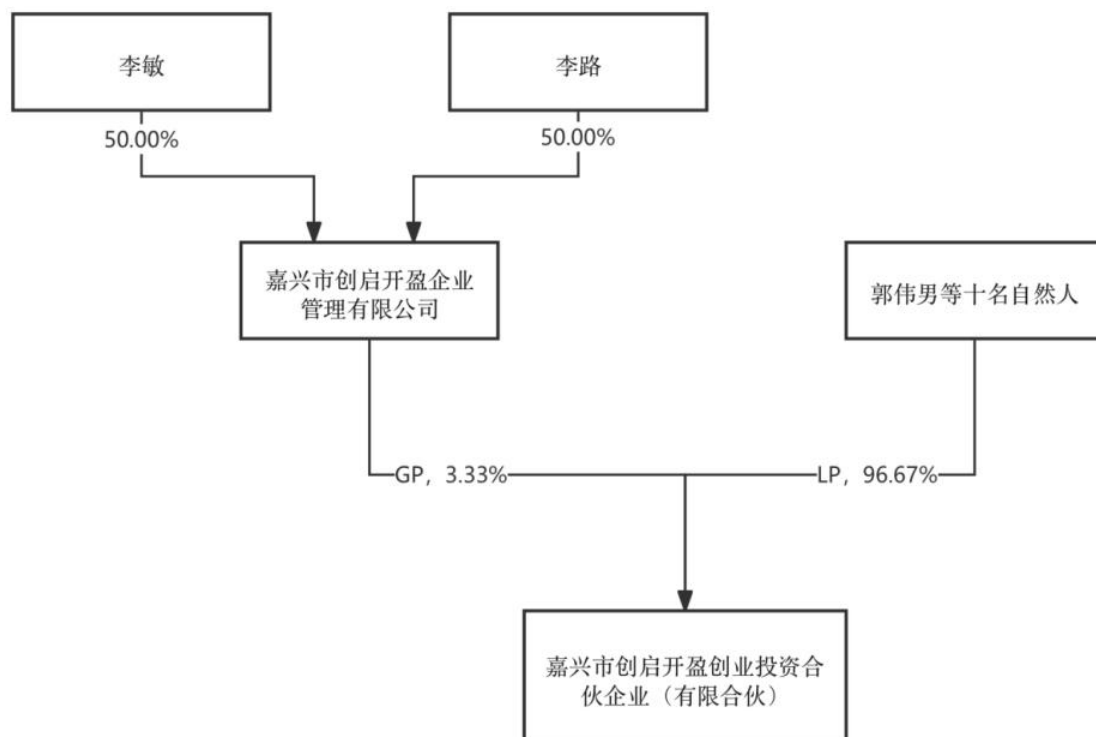 李敏
李路
50.00%
50.00%
嘉兴市创启开盈企业
管理有限公司
郭伟男等十名自然人
GP，3.33%
LP，96.67%
嘉兴市创启开盈创业投资合
伙企业（有限合伙）